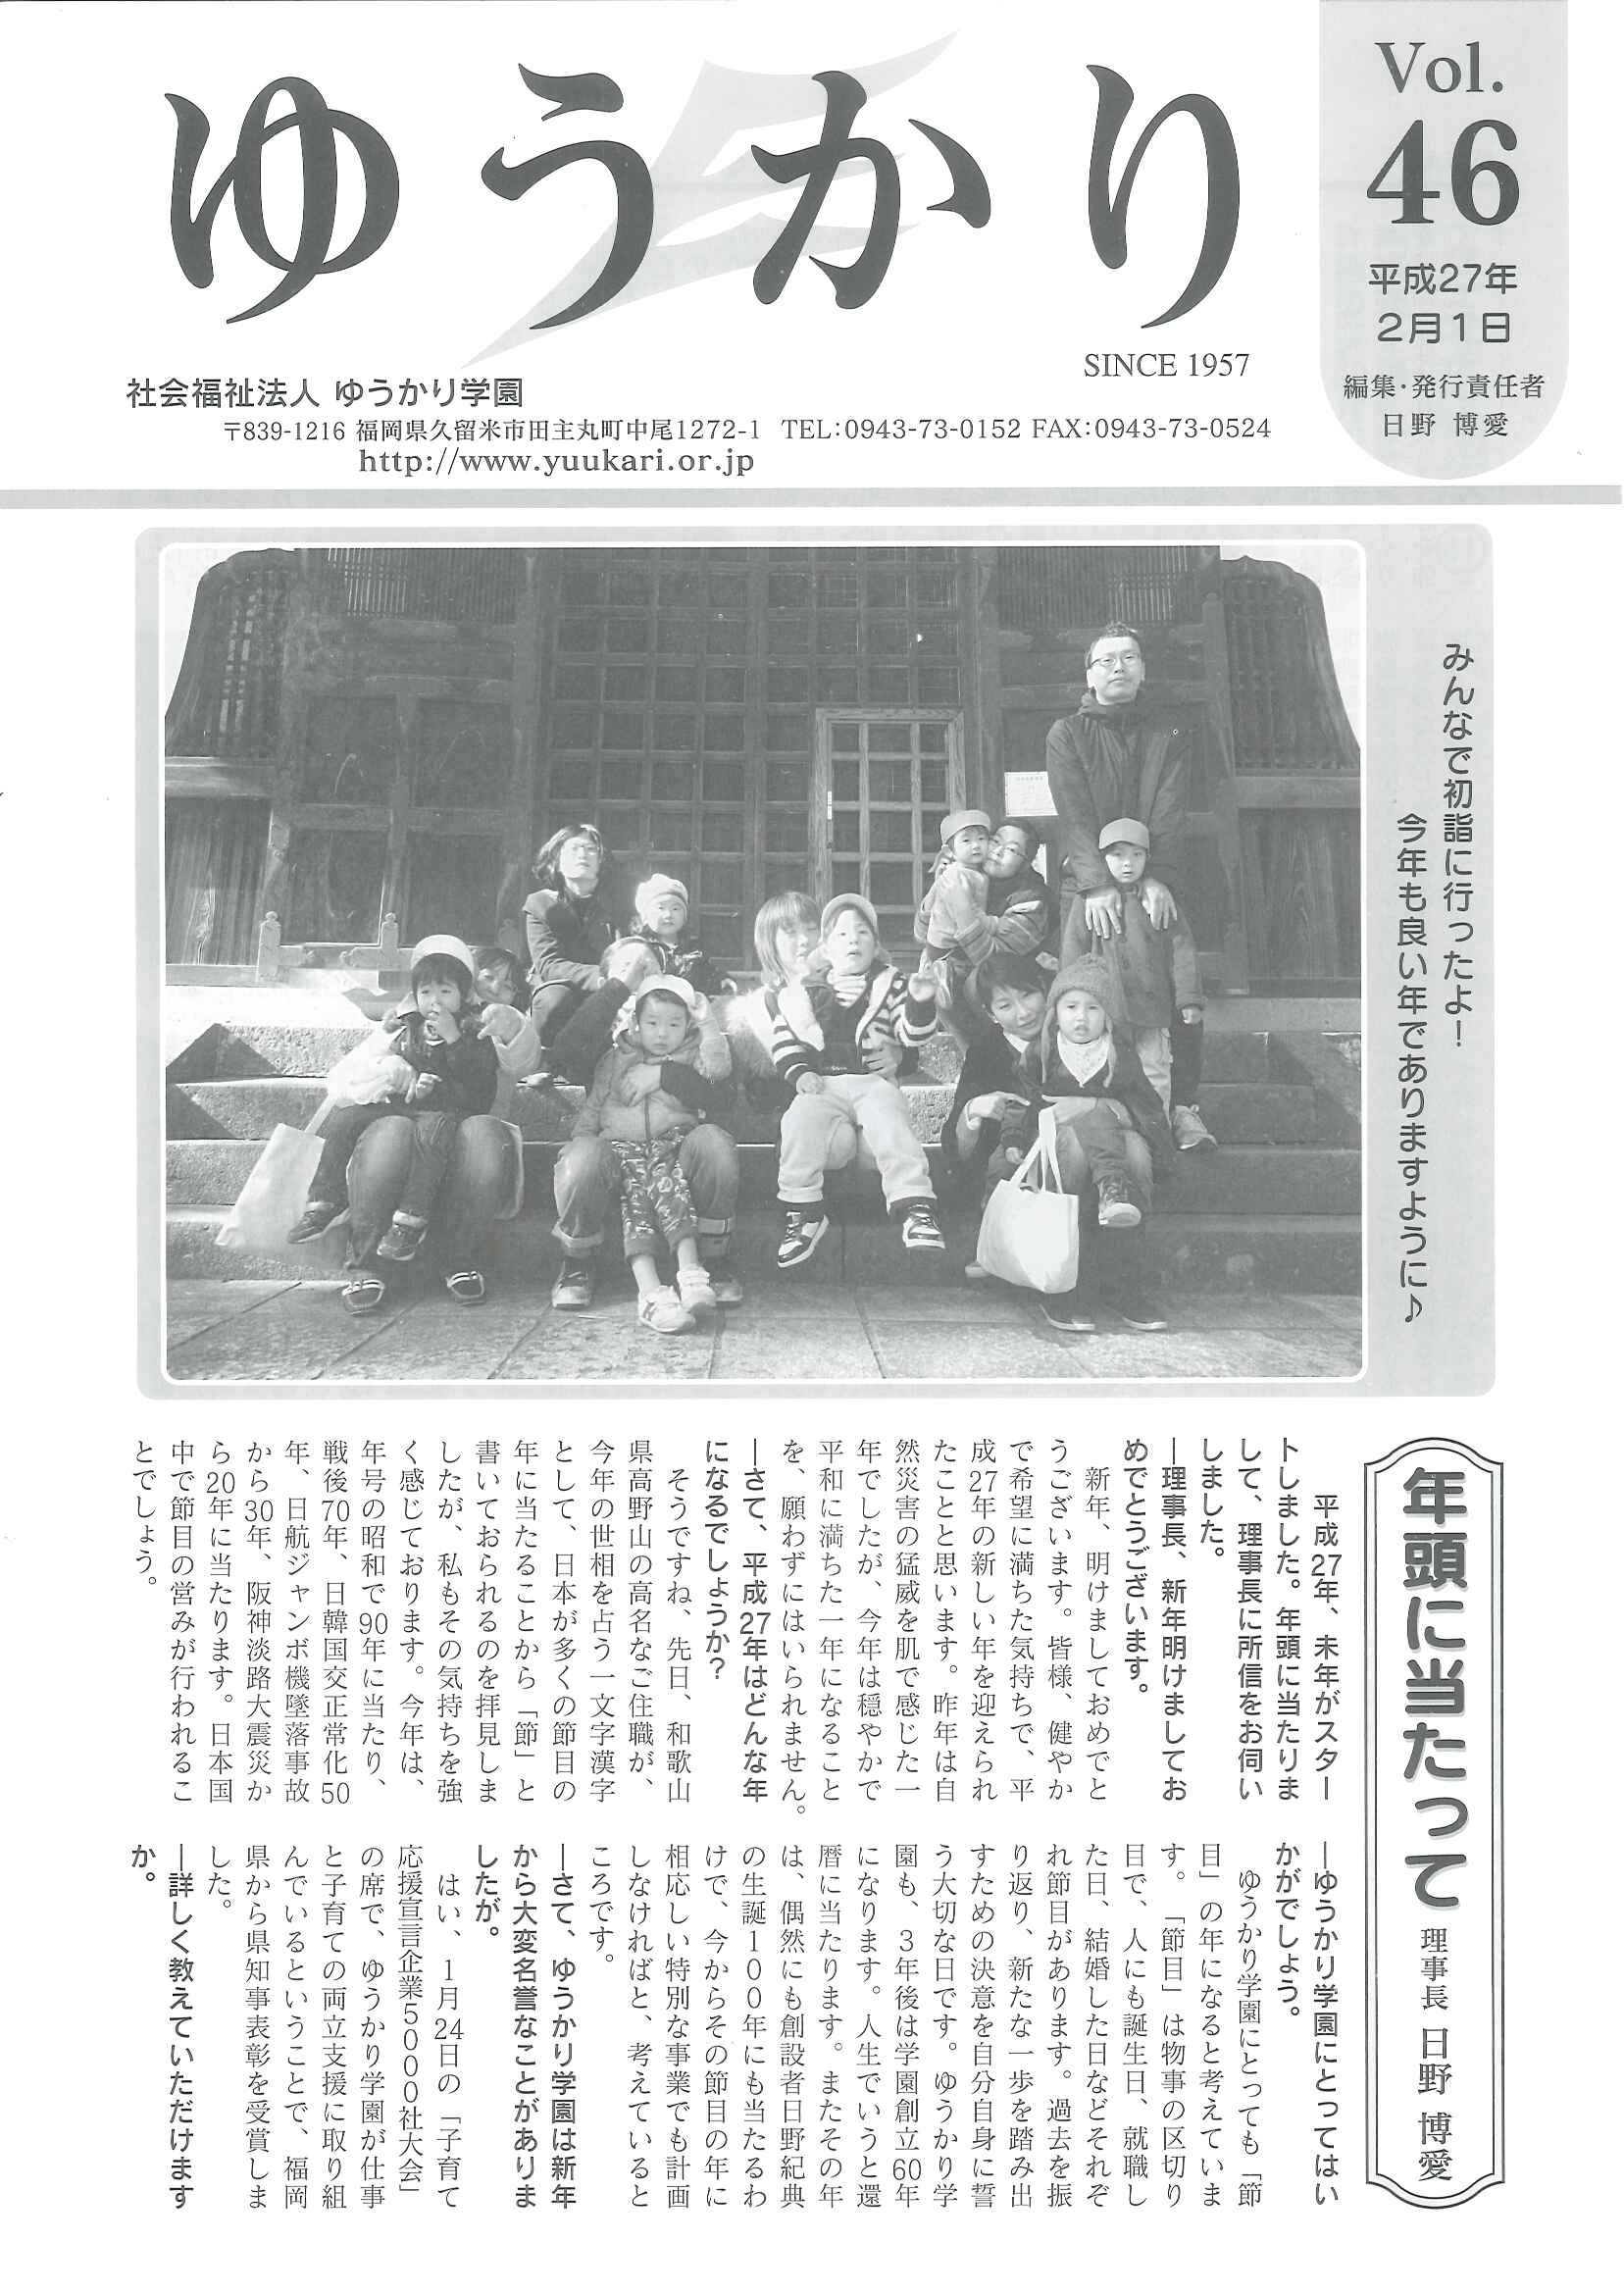 ゆうかり
Vol.
46
平成27年
2月1日
編集・発行責任者
日野 博愛
SINCE 1957
社会福祉法人 ゆうかり学園
〒839-1216 福岡県久留米市田主丸町中尾1272-1 TEL:0943-73-0152 FAX:0943-73-0524
http://www.yuukari.or.jp
みんなで初詣に行ったよ！
今年も良い年でありますように♪
年頭に当たって 理事長 日野 博愛
平成27年、未年がスター
トしました。年頭に当たりま
して、理事長に所信をお伺い
しました。
―理事長、新年明けましてお
めでとうございます。
新年、明けましておめでと
うございます。皆様、健やか
で希望に満ちた気持ちで、平
成27年の新しい年を迎えられ
たことと思います。昨年は自
然災害の猛威を肌で感じた一
年でしたが、今年は穏やかで
平和に満ちた一年になること
を、願わずにはいられません。
―さて、平成27年はどんな年
になるでしょうか？
そうですね、先日、和歌山
県高野山の高名なご住職が、
今年の世相を占う一文字漢字
として、日本が多くの節目の
年に当たることから「節」と
書いておられるのを拝見しま
したが、私もその気持ちを強
く感じております。今年は、
年号の昭和で90年に当たり、
戦後70年、日韓国交正常化50
年、日航ジャンボ機墜落事故
から30年、阪神淡路大震災か
ら20年に当たります。日本国
中で節目の営みが行われるこ
とでしょう。
―ゆうかり学園にとってはい
かがでしょう。
ゆうかり学園にとっても「節
目」の年になると考えていま
す。「節目」は物事の区切り
目で、人にも誕生日、就職し
た日、結婚した日などそれぞ
れ節目があります。過去を振
り返り、新たな一歩を踏み出
すための決意を自分自身に誓
う大切な日です。ゆうかり学
園も、３年後は学園創立60年
になります。人生でいうと還
暦に当たります。またその年
は、偶然にも創設者日野紀典
の生誕１００年にも当たるわ
けで、今からその節目の年に
相応しい特別な事業でも計画
しなければと、考えていると
ころです。
―さて、ゆうかり学園は新年
から大変名誉なことがありま
したが。
はい、１月24日の「子育て
応援宣言企業５０００社大会」
の席で、ゆうかり学園が仕事
と子育ての両立支援に取り組
んでいるということで、福岡
県から県知事表彰を受賞しま
した。
―詳しく教えていただけます
か。